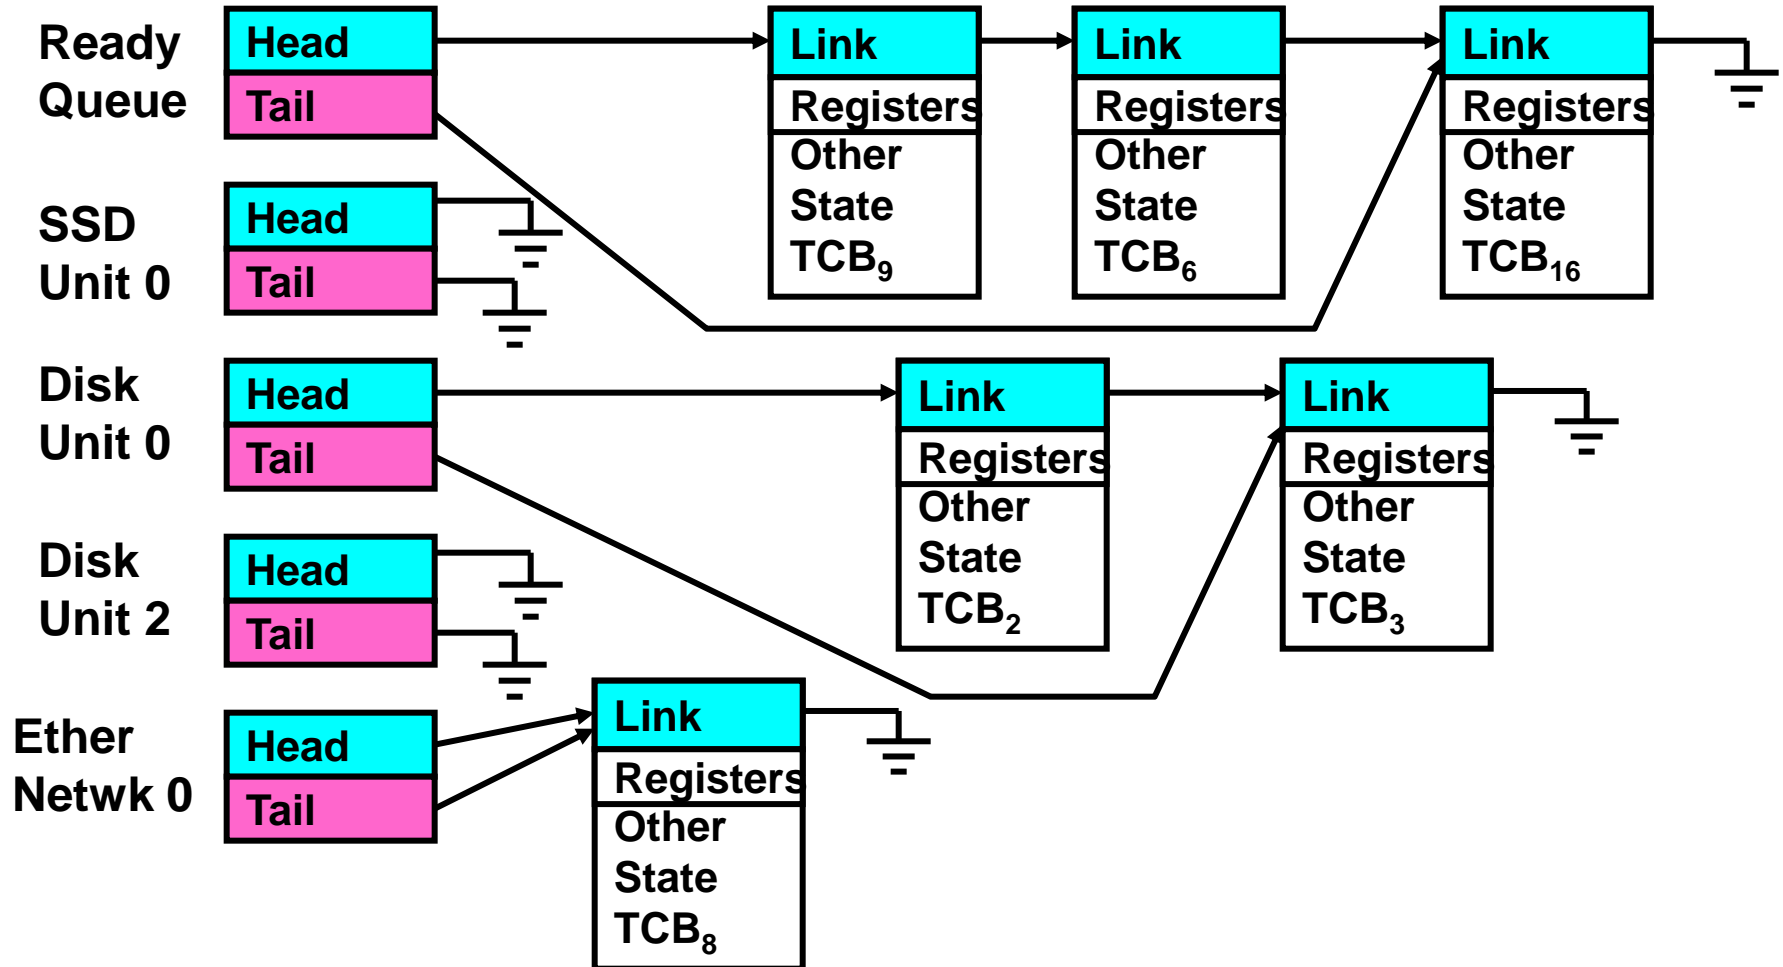 Ready
Queue
Head
Tail
Link
Registers
Other
State
TCB9
Link
Registers
Other
State
TCB6
Link
Registers
Other
State
TCB16
SSD
Unit 0
Head
Tail
Disk
Unit 0
Head
Tail
Link
Registers
Other
State
TCB2
Link
Registers
Other
State
TCB3
Disk
Unit 2
Head
Tail
Ether
Netwk 0
Head
Tail
Link
Registers
Other
State
TCB8